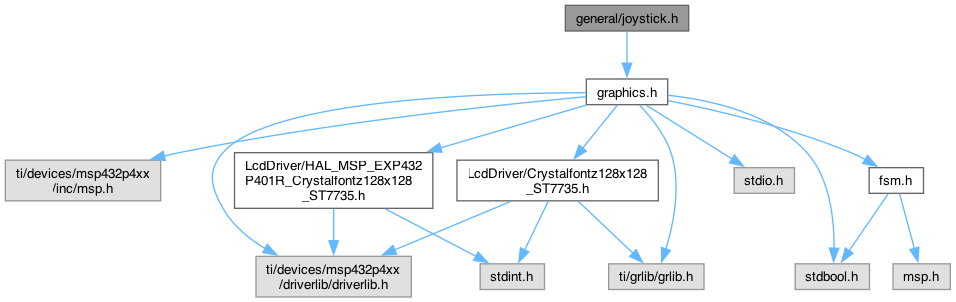 general/joystick.h
graphics.h
ti/devices/msp432p4xx
/inc/msp.h
LcdDriver/HAL_MSP_EXP432
P401R_Crystalfontz128x128
_ST7735.h
LcdDriver/Crystalfontz128x128
_ST7735.h
stdio.h
fsm.h
ti/devices/msp432p4xx
/driverlib/driverlib.h
stdint.h
ti/grlib/grlib.h
stdbool.h
msp.h